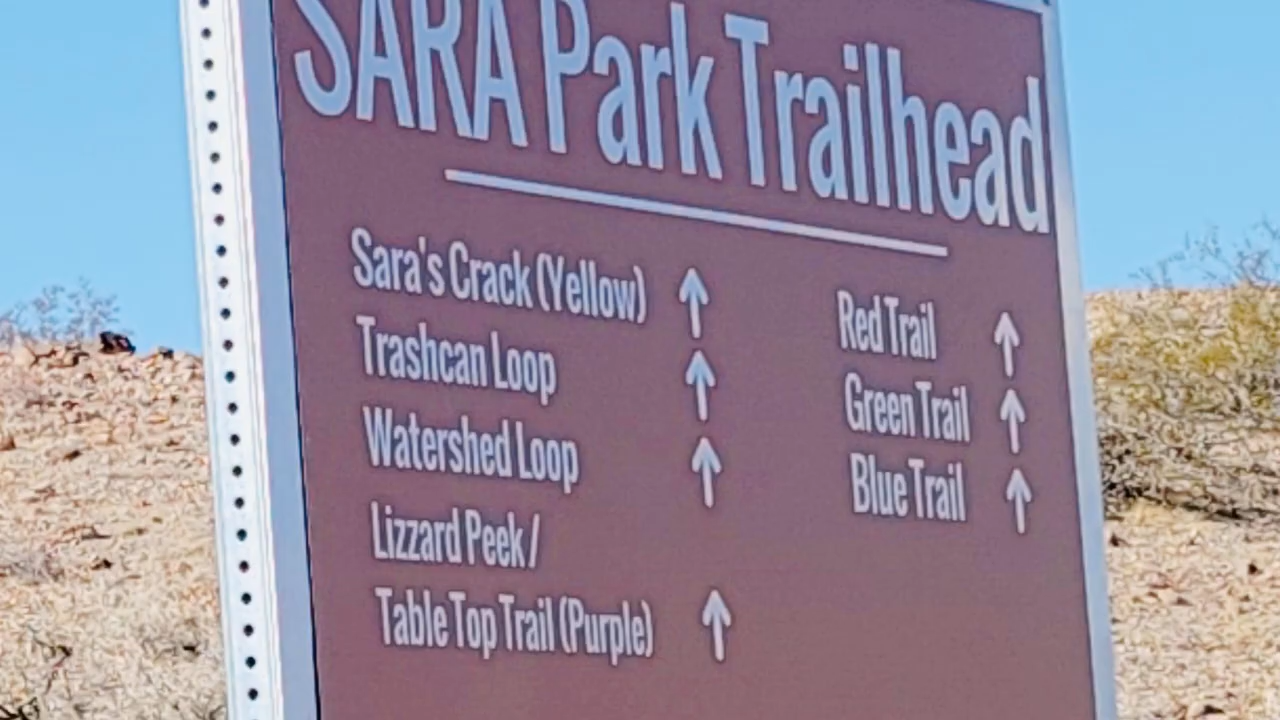 SARA Park Trailhead
Sara's Crack (Yellow) ↑
Trashcan Loop ↑
Watershed Loop ↑
Lizzard Peek /
Table Top Trail (Purple) ↑
Red Trail ↑
Green Trail ↑
Blue Trail ↑